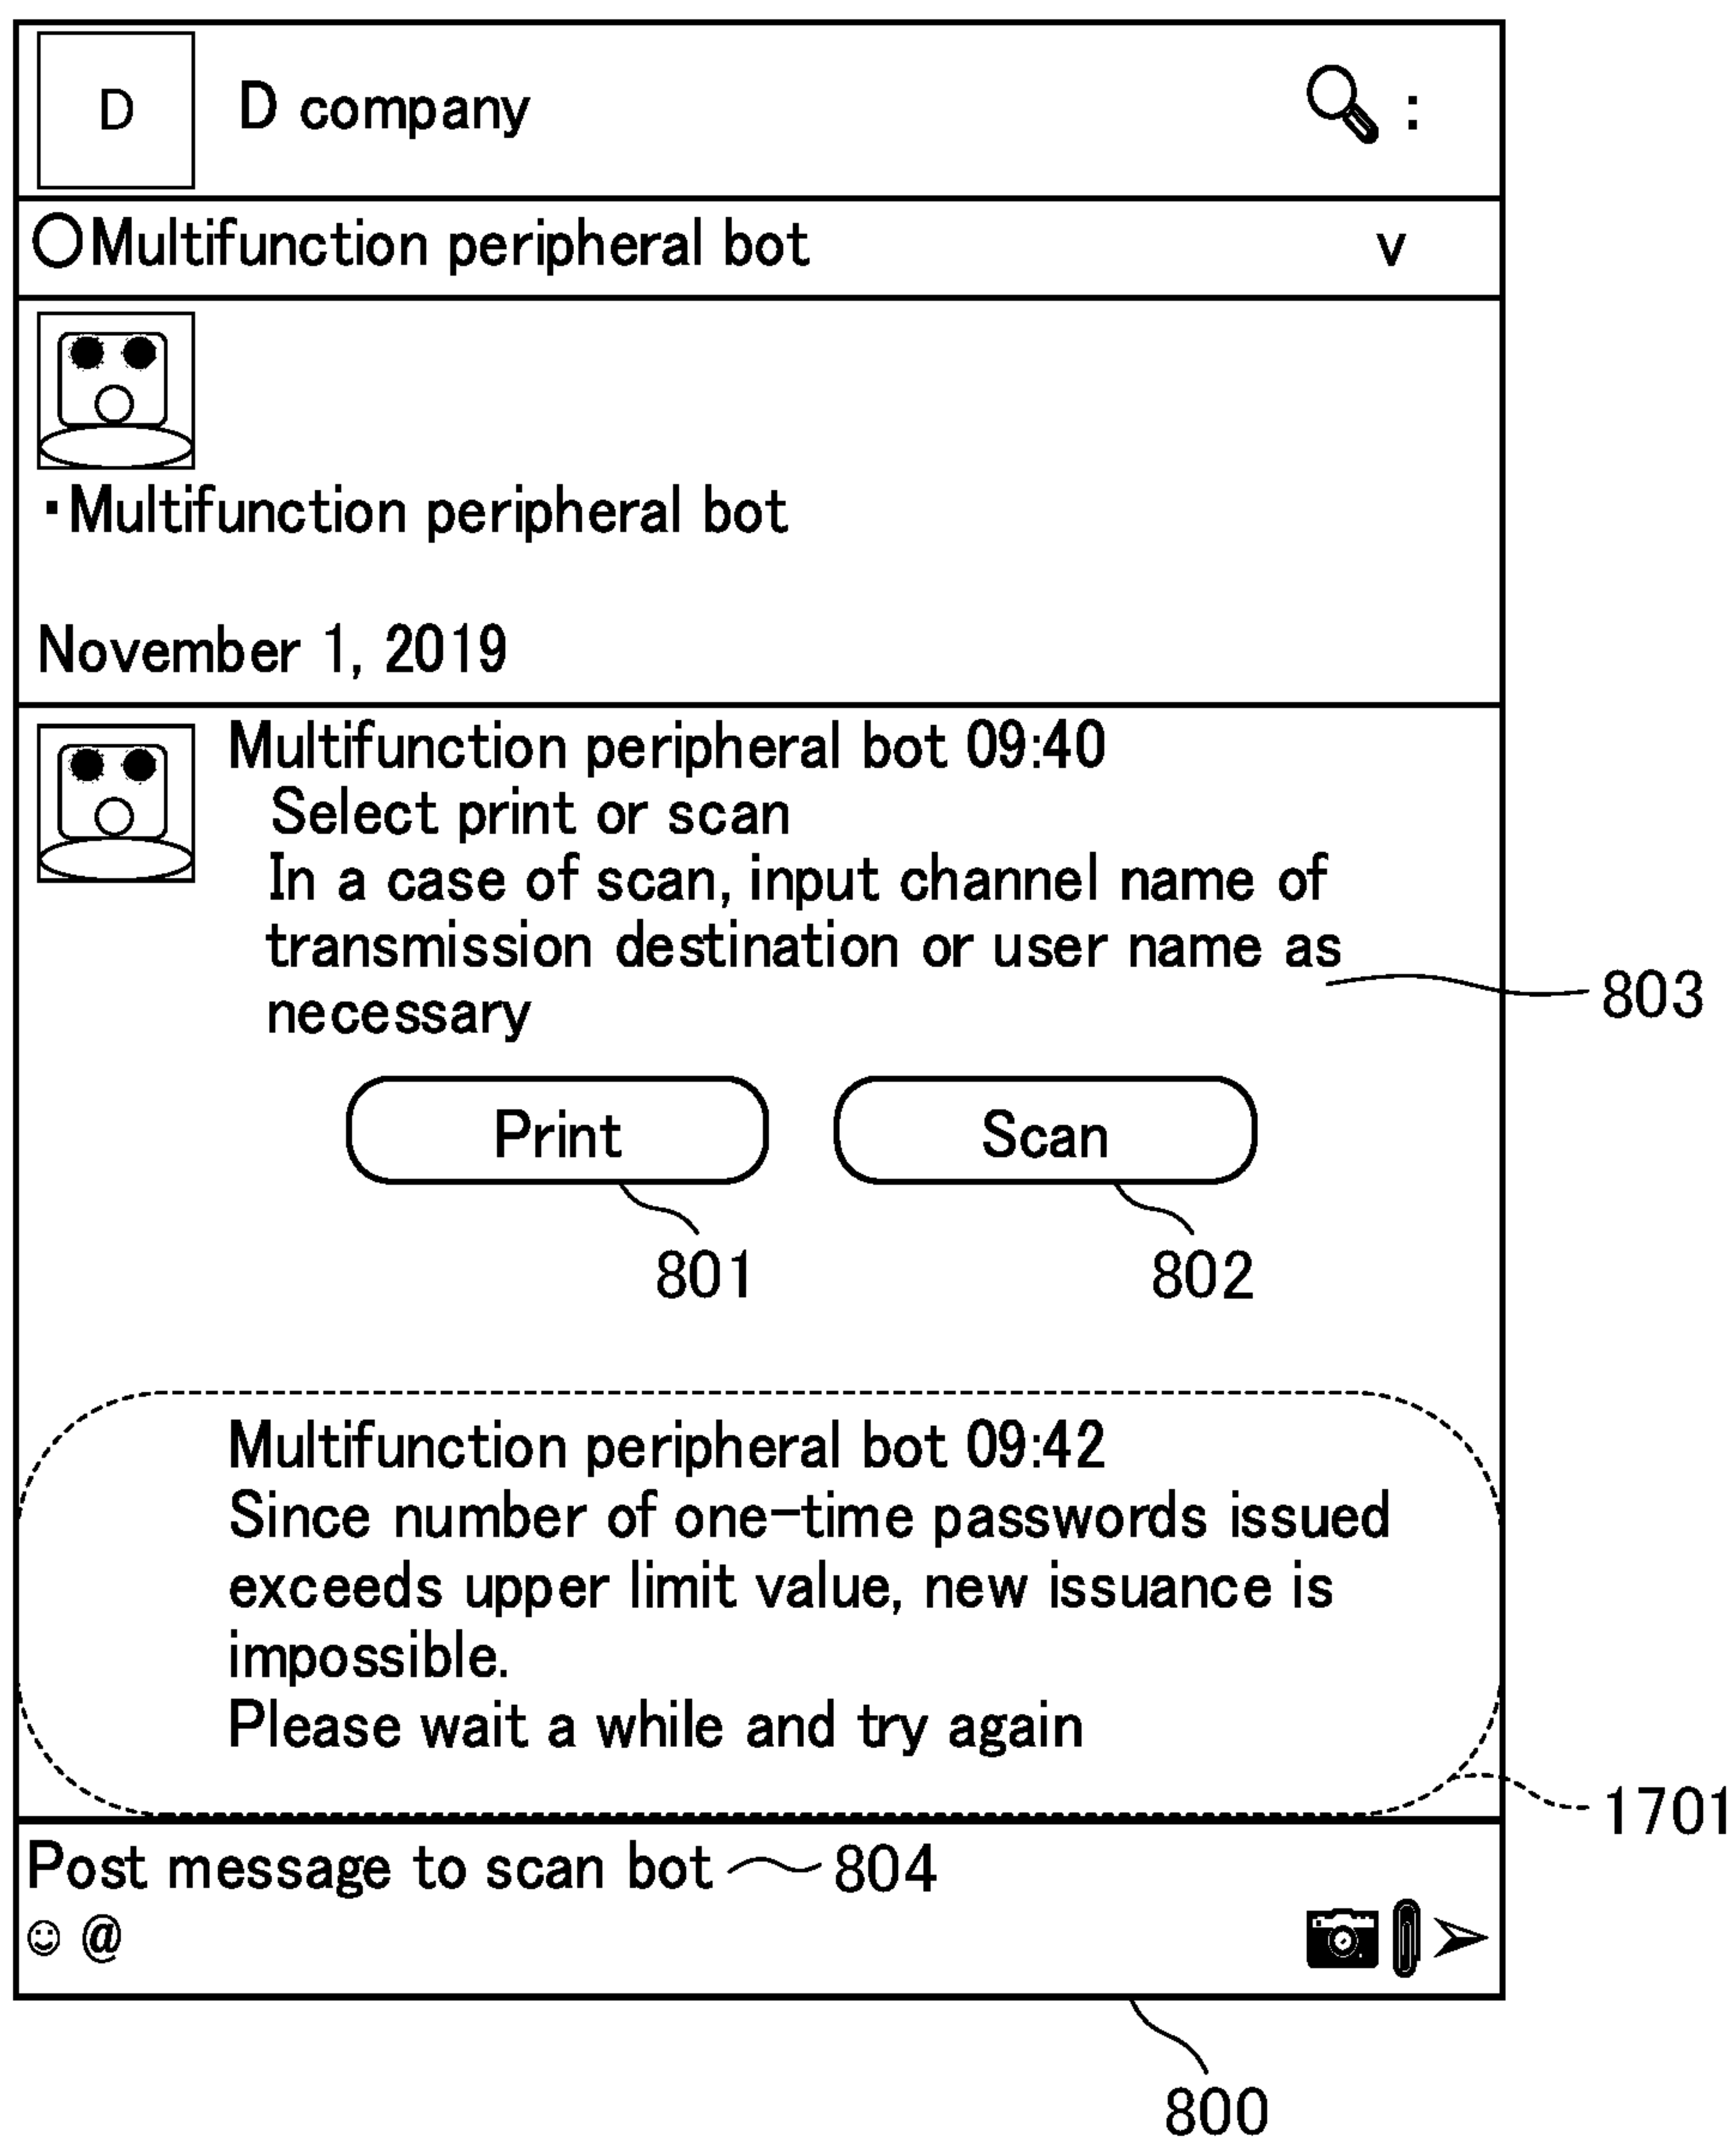 D D company :
Multifunction peripheral bot v
・Multifunction peripheral bot
November 1, 2019
Multifunction peripheral bot 09:40
Select print or scan
In a case of scan, input channel name of
transmission destination or user name as
necessary
803
Print Scan
801 802
Multifunction peripheral bot 09:42
Since number of one-time passwords issued
exceeds upper limit value, new issuance is
impossible.
Please wait a while and try again
1701
Post message to scan bot 804
@
800